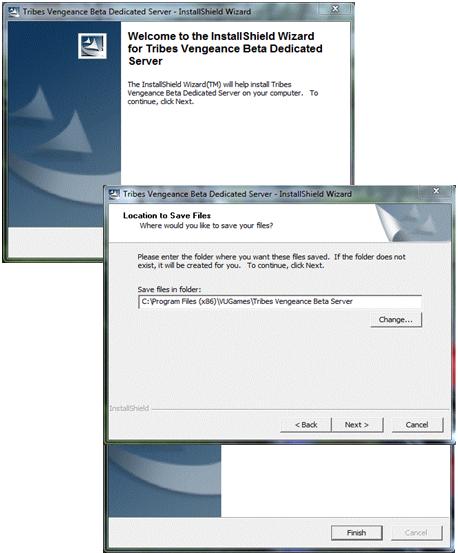 Tribes Vengeance Beta Dedicated Server - InstallShield Wizard
Welcome to the InstallShield Wizard
for Tribes Vengeance Beta Dedicated
Server
The InstallShield Wizard(TM) will help install Tribes
Vengeance Beta Dedicated Server on your computer. To
continue, click Next.
Tribes Vengeance Beta Dedicated Server - InstallShield Wizard
Location to Save Files
Where would you like to save your files?
Please enter the folder where you want these files saved. If the folder does not
exist, it will be created for you. To continue, click Next.
Save files in folder:
C:\Program Files (x86)\VUGames\Tribes Vengeance Beta Server
Change...
InstallShield
< Back Next > Cancel
Finish Cancel